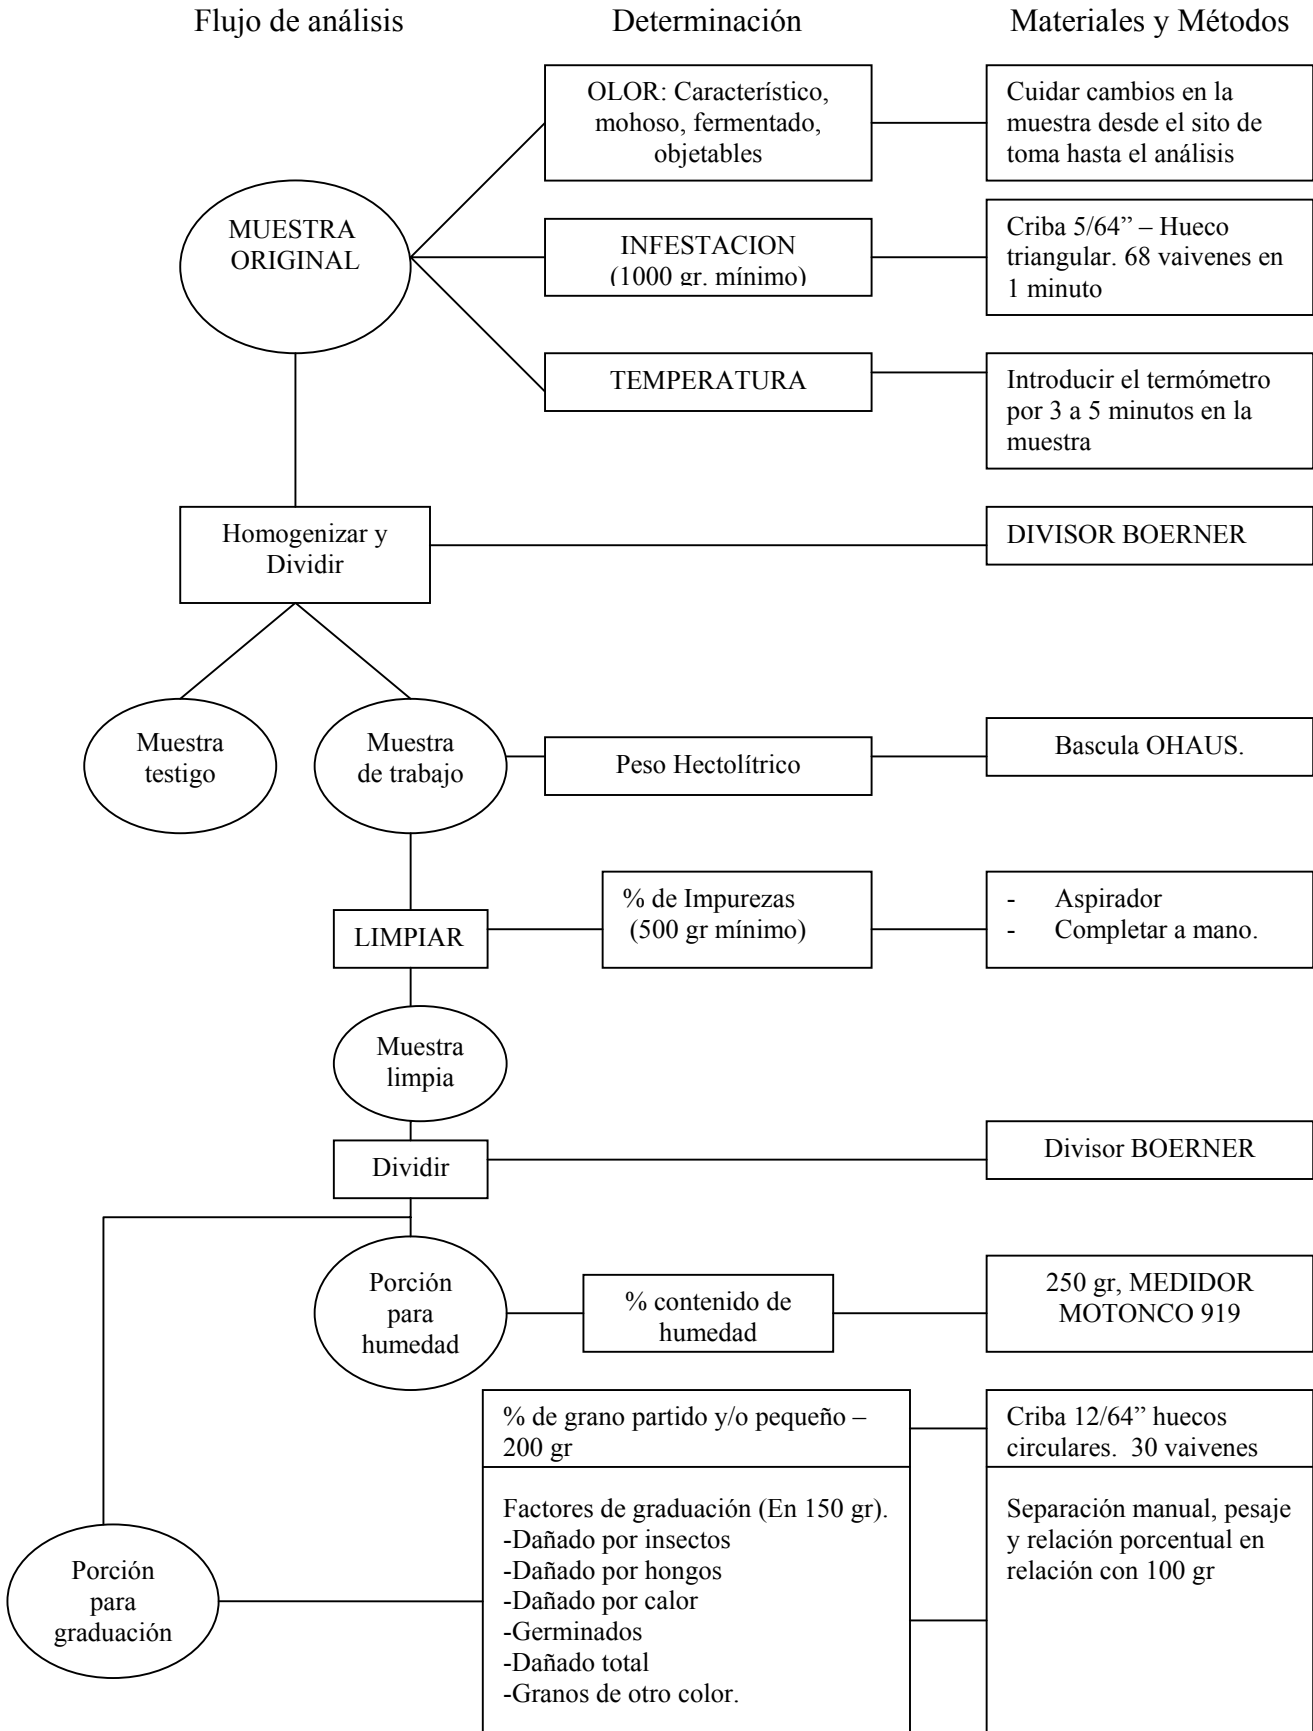 Flujo de análisis
Determinación
Materiales y Métodos
OLOR: Característico,
mohoso, fermentado,
objetables
Cuidar cambios en la
muestra desde el sito de
toma hasta el análisis
MUESTRA
ORIGINAL
INFESTACION
(1000 gr. mínimo)
Criba 5/64” – Hueco
triangular. 68 vaivenes en
1 minuto
TEMPERATURA
Introducir el termómetro
por 3 a 5 minutos en la
muestra
Homogenizar y
Dividir
DIVISOR BOERNER
Muestra
testigo
Muestra
de trabajo
Peso Hectolítrico
Bascula OHAUS.
LIMPIAR
% de Impurezas
(500 gr mínimo)
- Aspirador
- Completar a mano.
Muestra
limpia
Dividir
Divisor BOERNER
Porción
para
humedad
% contenido de
humedad
250 gr, MEDIDOR
MOTONCO 919
% de grano partido y/o pequeño –
200 gr
Criba 12/64” huecos
circulares. 30 vaivenes
Porción
para
graduación
Factores de graduación (En 150 gr).
-Dañado por insectos
-Dañado por hongos
-Dañado por calor
-Germinados
-Dañado total
-Granos de otro color.
Separación manual, pesaje
y relación porcentual en
relación con 100 gr